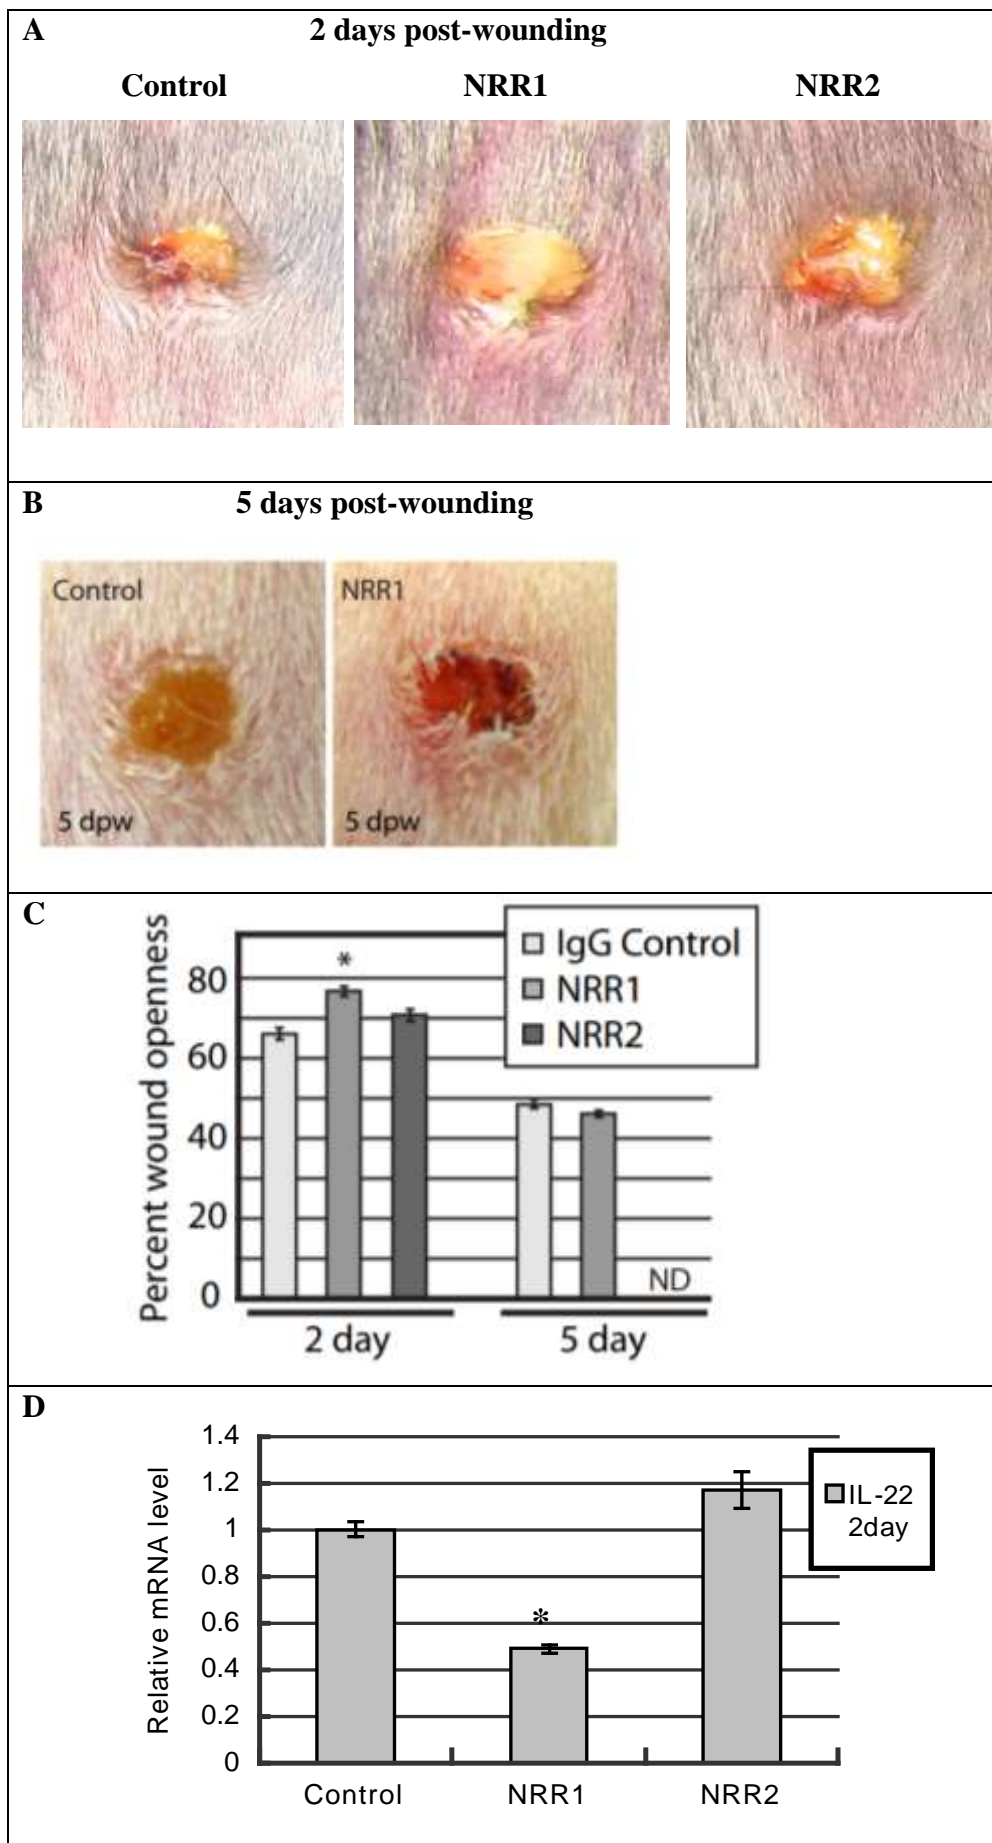 A 2 days post-wounding
Control NRR1 NRR2
B 5 days post-wounding
Control NRR1
5 dpw 5 dpw
C
Percent wound openness
80
60
40
20
0
*
IgG Control
NRR1
NRR2
ND
2 day 5 day
D
Relative mRNA level
1.4
1.2
1
0.8
0.6
0.4
0.2
0
*
IL-22
2day
Control NRR1 NRR2